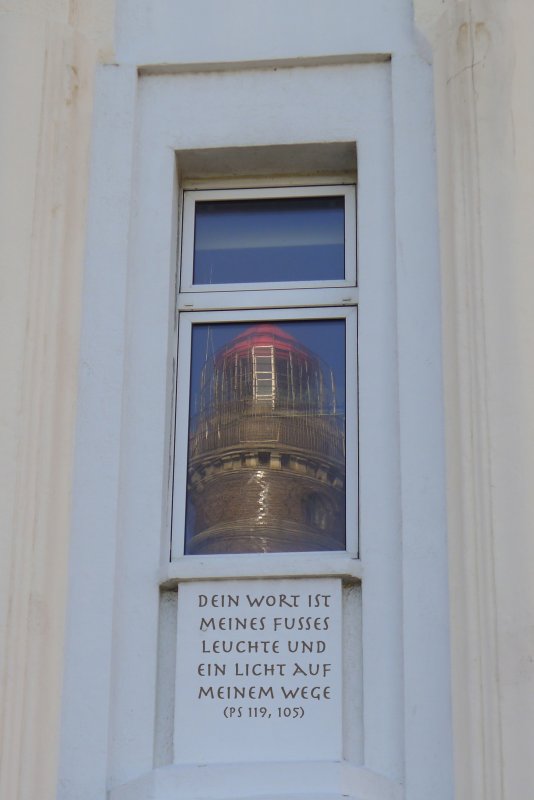 DEIN WORT IST
MEINES FUSSES
LEUCHTE UND
EIN LICHT AUF
MEINEM WEGE
(PS 119, 105)